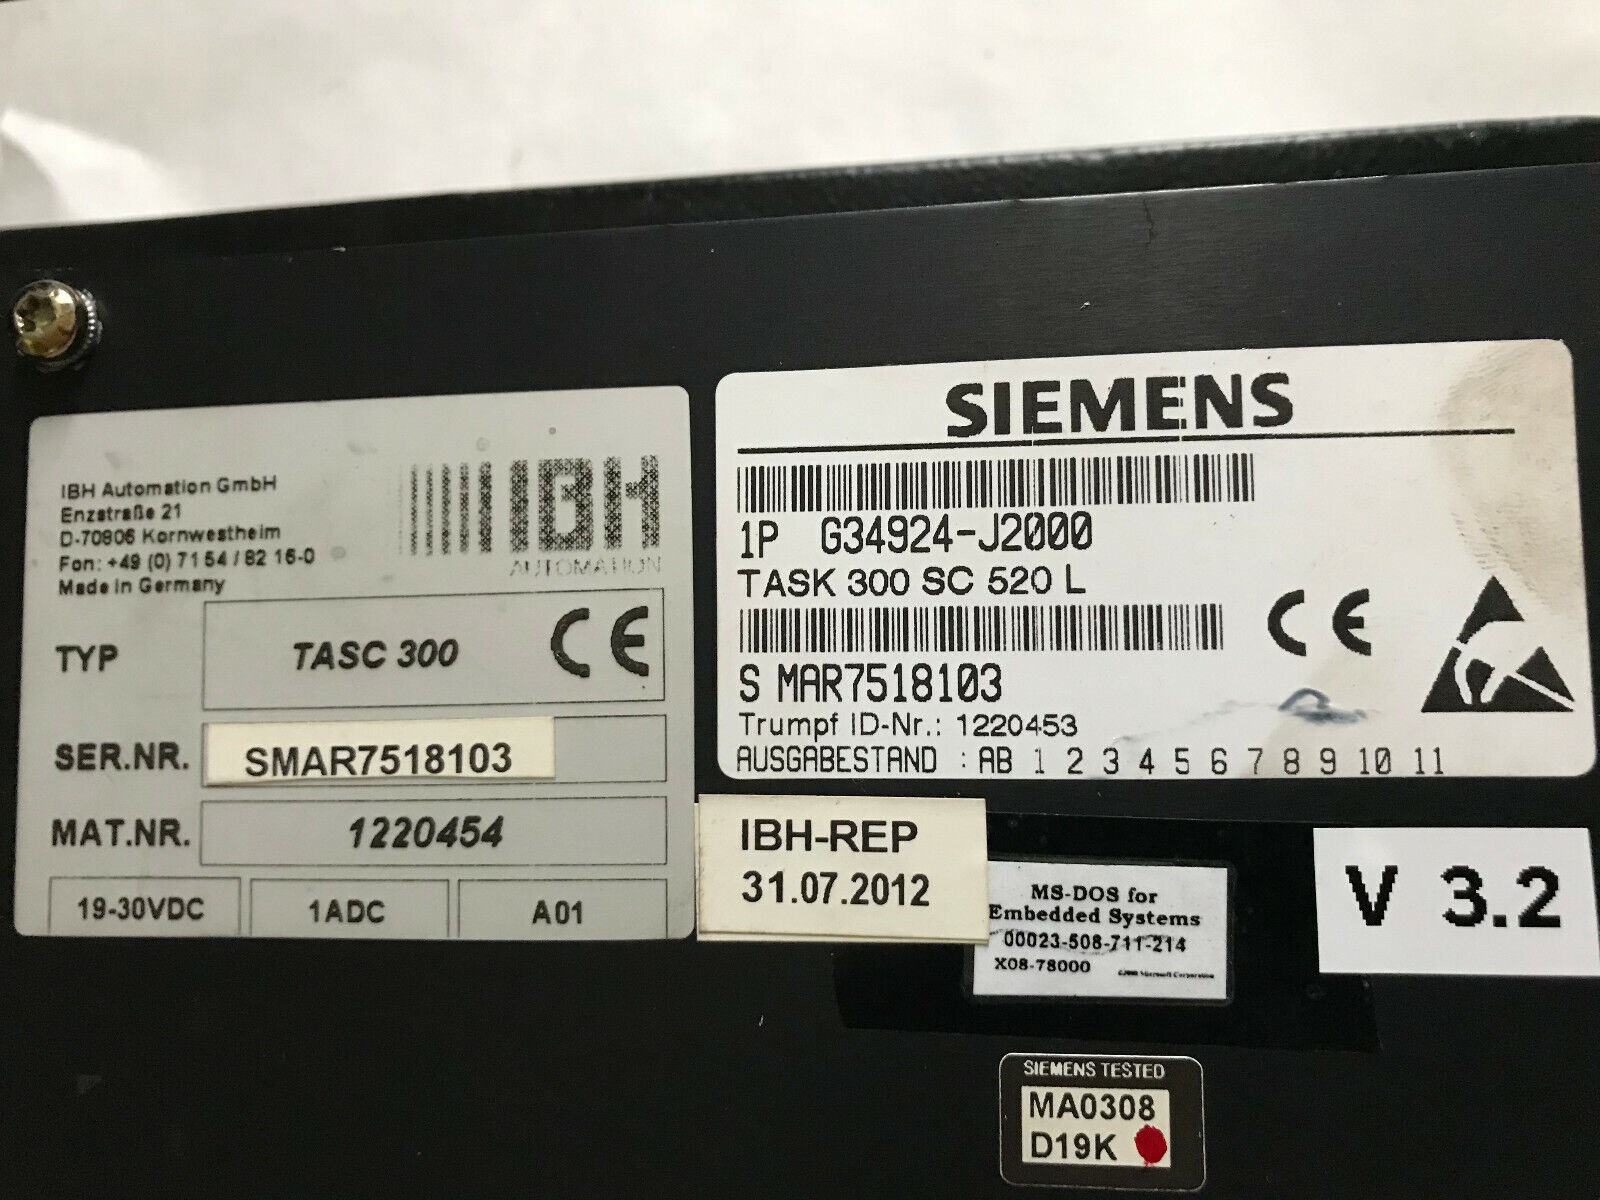 IBH Automation GmbH
Enzstraße 21
D-70806 Kornwestheim
Fon: +49 (0) 71 54 / 82 16-0
Made in Germany
IBH
AUTOMATION
TYP
TASC 300
CE
SER.NR.
SMAR7518103
MAT.NR.
1220454
19-30VDC
1ADC
A01
SIEMENS
1P G34924-J2000
TASK 300 SC 520 L
S MAR7518103
CE
Trumpf ID-Nr.: 1220453
AUSGABESTAND : AB 1 2 3 4 5 6 7 8 9 10 11
IBH-REP
31.07.2012
MS-DOS for
Embedded Systems
00023-508-711-214
X08-78000
©2000 Microsoft Corporation
V 3.2
SIEMENS TESTED
MA0308
D19K